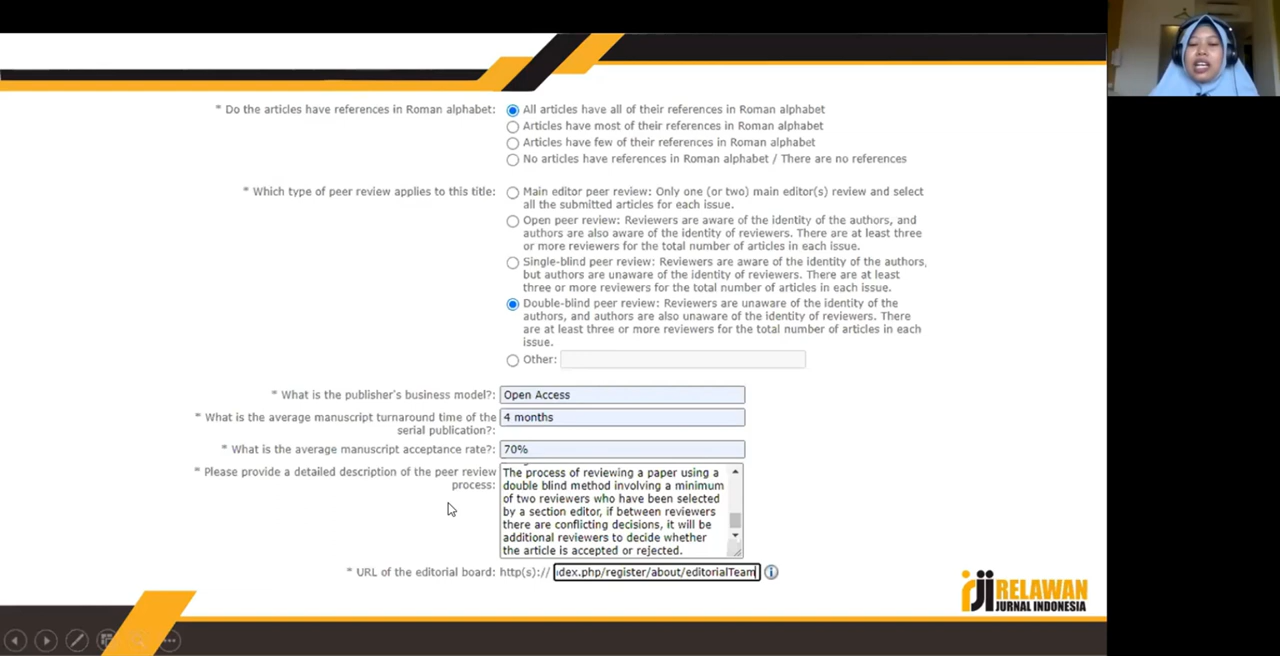 * Do the articles have references in Roman alphabet:
All articles have all of their references in Roman alphabet
Articles have most of their references in Roman alphabet
Articles have few of their references in Roman alphabet
No articles have references in Roman alphabet / There are no references
* Which type of peer review applies to this title:
Main editor peer review: Only one (or two) main editor(s) review and select
all the submitted articles for each issue.
Open peer review: Reviewers are aware of the identity of the authors, and
authors are also aware of the identity of reviewers. There are at least three
or more reviewers for the total number of articles in each issue.
Single-blind peer review: Reviewers are aware of the identity of the authors,
but authors are unaware of the identity of reviewers. There are at least
three or more reviewers for the total number of articles in each issue.
Double-blind peer review: Reviewers are unaware of the identity of the
authors, and authors are also unaware of the identity of reviewers. There
are at least three or more reviewers for the total number of articles in each
issue.
Other:
* What is the publisher's business model?:
Open Access
* What is the average manuscript turnaround time of the
serial publication?:
4 months
* What is the average manuscript acceptance rate?:
70%
* Please provide a detailed description of the peer review
process:
The process of reviewing a paper using a
double blind method involving a minimum
of two reviewers who have been selected
by a section editor, if between reviewers
there are conflicting decisions, it will be
additional reviewers to decide whether
the article is accepted or rejected.
* URL of the editorial board: http(s)://
dex.php/register/about/editorialTeam
rji RELAWAN
JURNAL INDONESIA